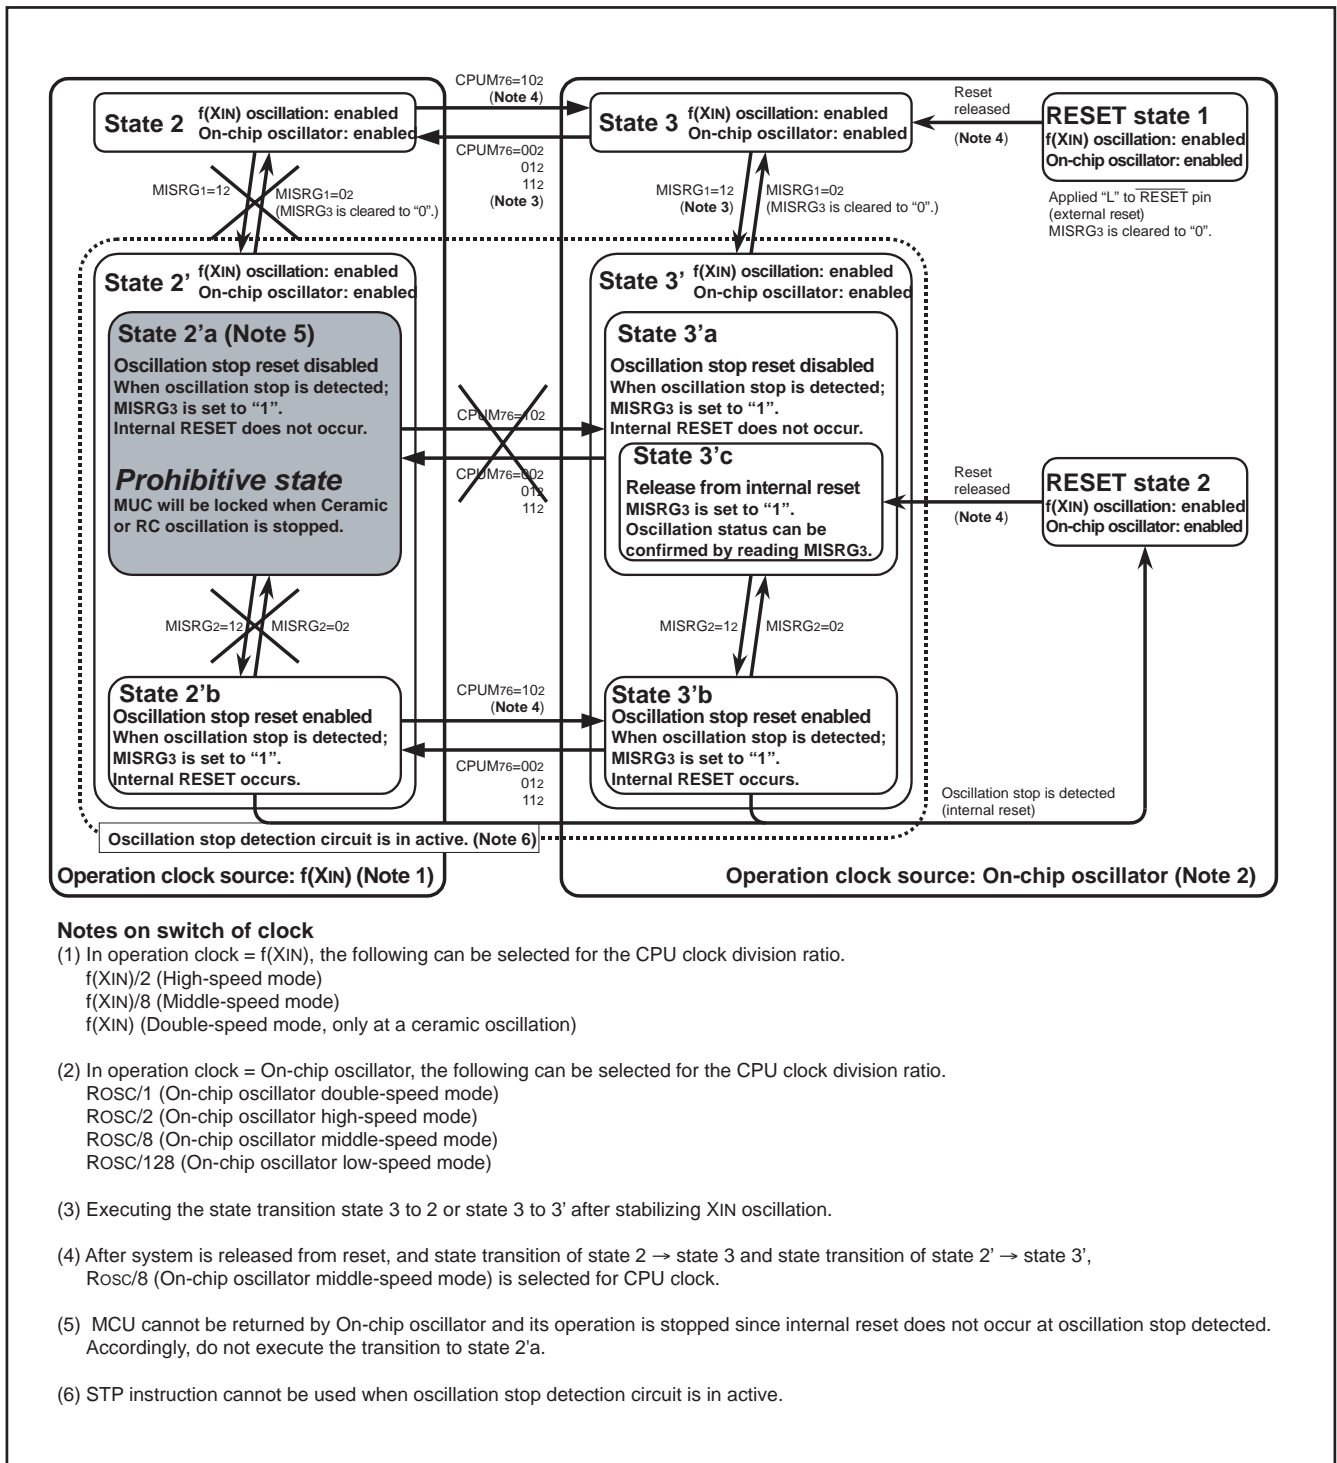 CPUM76=102
(Note 4)
State 2
f(XIN) oscillation: enabled
On-chip oscillator: enabled
State 3
f(XIN) oscillation: enabled
On-chip oscillator: enabled
Reset
released
(Note 4)
RESET state 1
f(XIN) oscillation: enabled
On-chip oscillator: enabled
CPUM76=002
012
112
(Note 3)
MISRG1=12
MISRG1=02
(MISRG3 is cleared to “0”.)
MISRG1=12
(Note 3)
MISRG1=02
(MISRG3 is cleared to “0”.)
Applied “L” to RESET pin
(external reset)
MISRG3 is cleared to “0”.
State 2’
f(XIN) oscillation: enabled
On-chip oscillator: enabled
State 3’
f(XIN) oscillation: enabled
On-chip oscillator: enabled
State 2’a (Note 5)
Oscillation stop reset disabled
When oscillation stop is detected;
MISRG3 is set to “1”.
Internal RESET does not occur.
Prohibitive state
MUC will be locked when Ceramic
or RC oscillation is stopped.
CPUM76=102
CPUM76=002
012
112
State 3’a
Oscillation stop reset disabled
When oscillation stop is detected;
MISRG3 is set to “1”.
Internal RESET does not occur.
State 3’c
Release from internal reset
MISRG3 is set to “1”.
Oscillation status can be
confirmed by reading MISRG3.
Reset
released
(Note 4)
RESET state 2
f(XIN) oscillation: enabled
On-chip oscillator: enabled
MISRG2=12
MISRG2=02
MISRG2=12
MISRG2=02
State 2’b
Oscillation stop reset enabled
When oscillation stop is detected;
MISRG3 is set to “1”.
Internal RESET occurs.
CPUM76=102
(Note 4)
CPUM76=002
012
112
State 3’b
Oscillation stop reset enabled
When oscillation stop is detected;
MISRG3 is set to “1”.
Internal RESET occurs.
Oscillation stop is detected
(internal reset)
Oscillation stop detection circuit is in active. (Note 6)
Operation clock source: f(XIN) (Note 1)
Operation clock source: On-chip oscillator (Note 2)
Notes on switch of clock
(1) In operation clock = f(XIN), the following can be selected for the CPU clock division ratio.
f(XIN)/2 (High-speed mode)
f(XIN)/8 (Middle-speed mode)
f(XIN) (Double-speed mode, only at a ceramic oscillation)
(2) In operation clock = On-chip oscillator, the following can be selected for the CPU clock division ratio.
ROSC/1 (On-chip oscillator double-speed mode)
ROSC/2 (On-chip oscillator high-speed mode)
ROSC/8 (On-chip oscillator middle-speed mode)
ROSC/128 (On-chip oscillator low-speed mode)
(3) Executing the state transition state 3 to 2 or state 3 to 3’ after stabilizing XIN oscillation.
(4) After system is released from reset, and state transition of state 2 → state 3 and state transition of state 2’ → state 3’,
ROSC/8 (On-chip oscillator middle-speed mode) is selected for CPU clock.
(5) MCU cannot be returned by On-chip oscillator and its operation is stopped since internal reset does not occur at oscillation stop detected.
Accordingly, do not execute the transition to state 2'a.
(6) STP instruction cannot be used when oscillation stop detection circuit is in active.